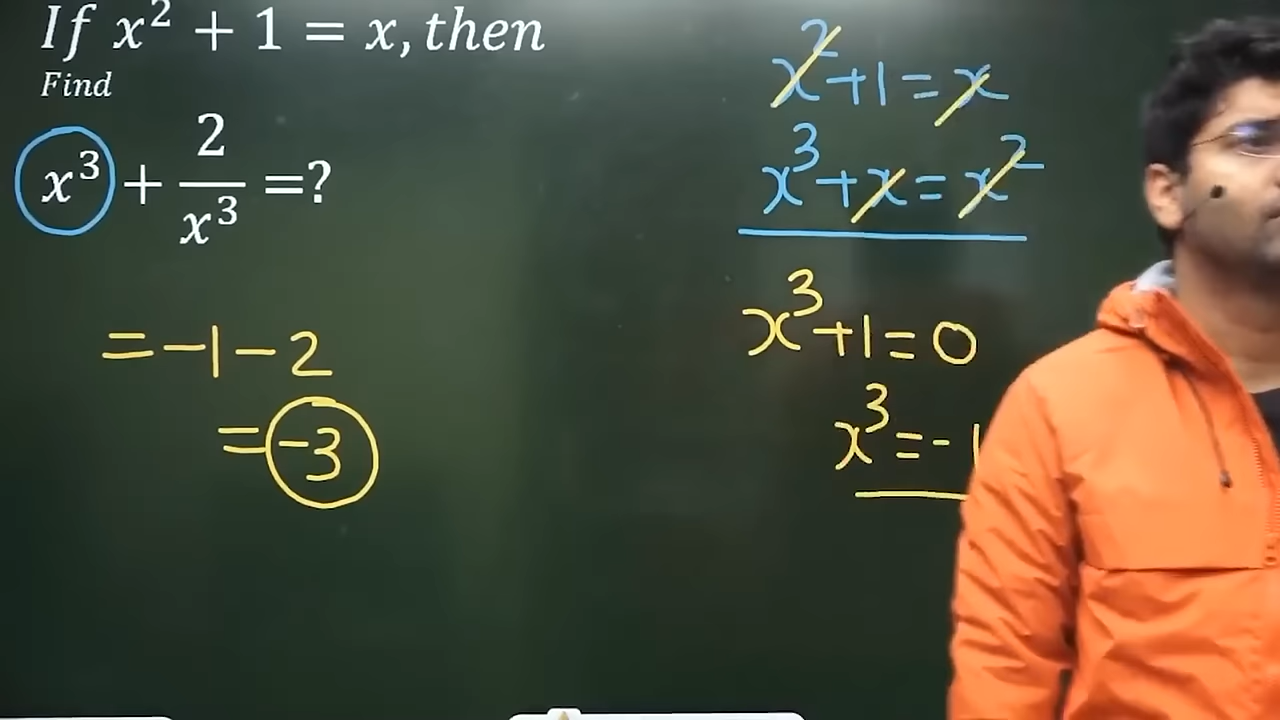 If x² + 1 = x, then
Find
x³ + 2/x³ =?
= -1 - 2
= -3
x² + 1 = x
x³ + x = x²
x³ + 1 = 0
x³ = -1